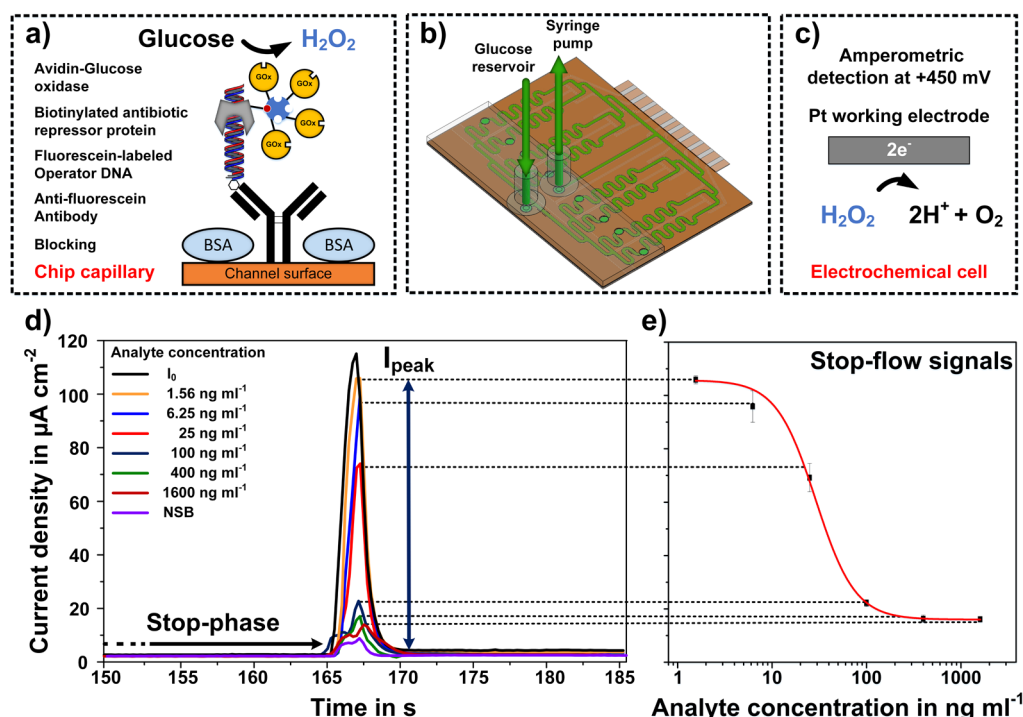 a)
Glucose
H2O2
Avidin-Glucose
oxidase
Biotinylated antibiotic
repressor protein
Fluorescein-labeled
Operator DNA
Anti-fluorescein
Antibody
Blocking
Chip capillary
GOx
GOx
GOx
GOx
GOx
BSA
BSA
Channel surface
b)
Glucose
reservoir
Syringe
pump
c)
Amperometric
detection at +450 mV
Pt working electrode
2e-
H2O2
2H+ + O2
Electrochemical cell
d)
Current density in µA cm-2
120
100
80
60
40
20
0
Analyte concentration
I0
1.56 ng ml-1
6.25 ng ml-1
25 ng ml-1
100 ng ml-1
400 ng ml-1
1600 ng ml-1
NSB
Ipeak
Stop-phase
150 155 160 165 170 175 180 185
Time in s
e)
Stop-flow signals
1 10 100 1000
Analyte concentration in ng ml-1